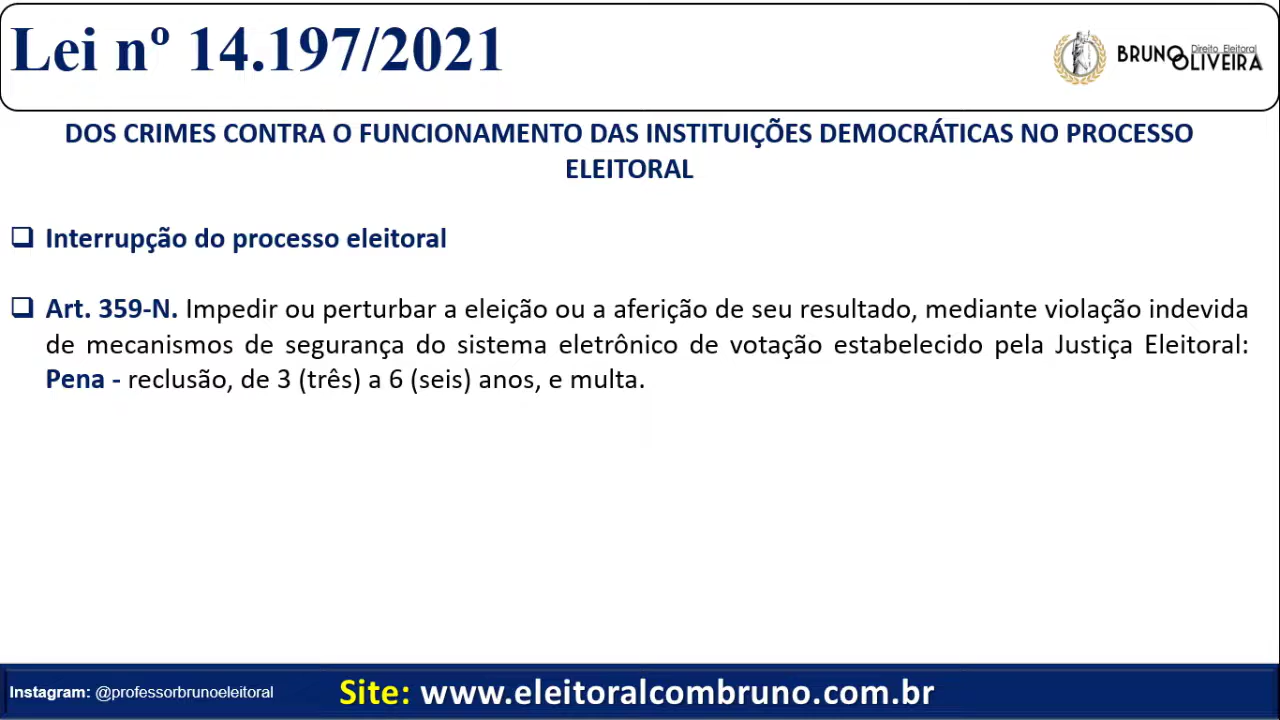 Lei nº 14.197/2021
Direito Eleitoral
BRUNO OLIVEIRA
DOS CRIMES CONTRA O FUNCIONAMENTO DAS INSTITUIÇÕES DEMOCRÁTICAS NO PROCESSO
ELEITORAL
Interrupção do processo eleitoral
Art. 359-N. Impedir ou perturbar a eleição ou a aferição de seu resultado, mediante violação indevida
de mecanismos de segurança do sistema eletrônico de votação estabelecido pela Justiça Eleitoral:
Pena - reclusão, de 3 (três) a 6 (seis) anos, e multa.
Instagram: @professorbrunoeleitoral
Site: www.eleitoralcombruno.com.br